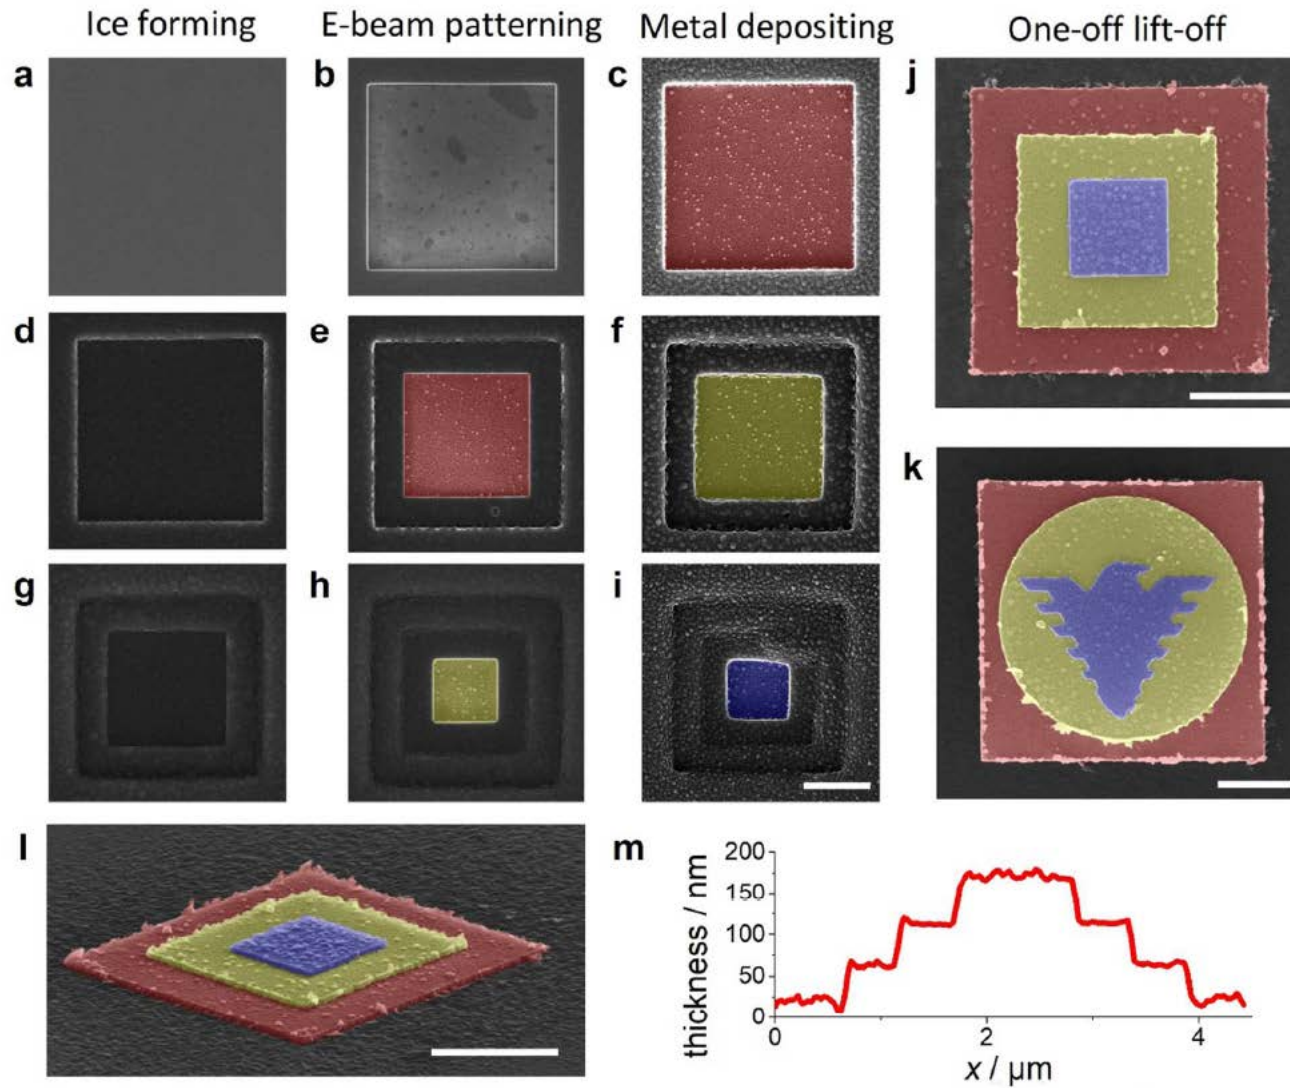 Ice forming E-beam patterning Metal depositing One-off lift-off
a b c j
d e f
k
g h i
l m
200
150
100
50
0
thickness / nm
0 2 4
x / µm